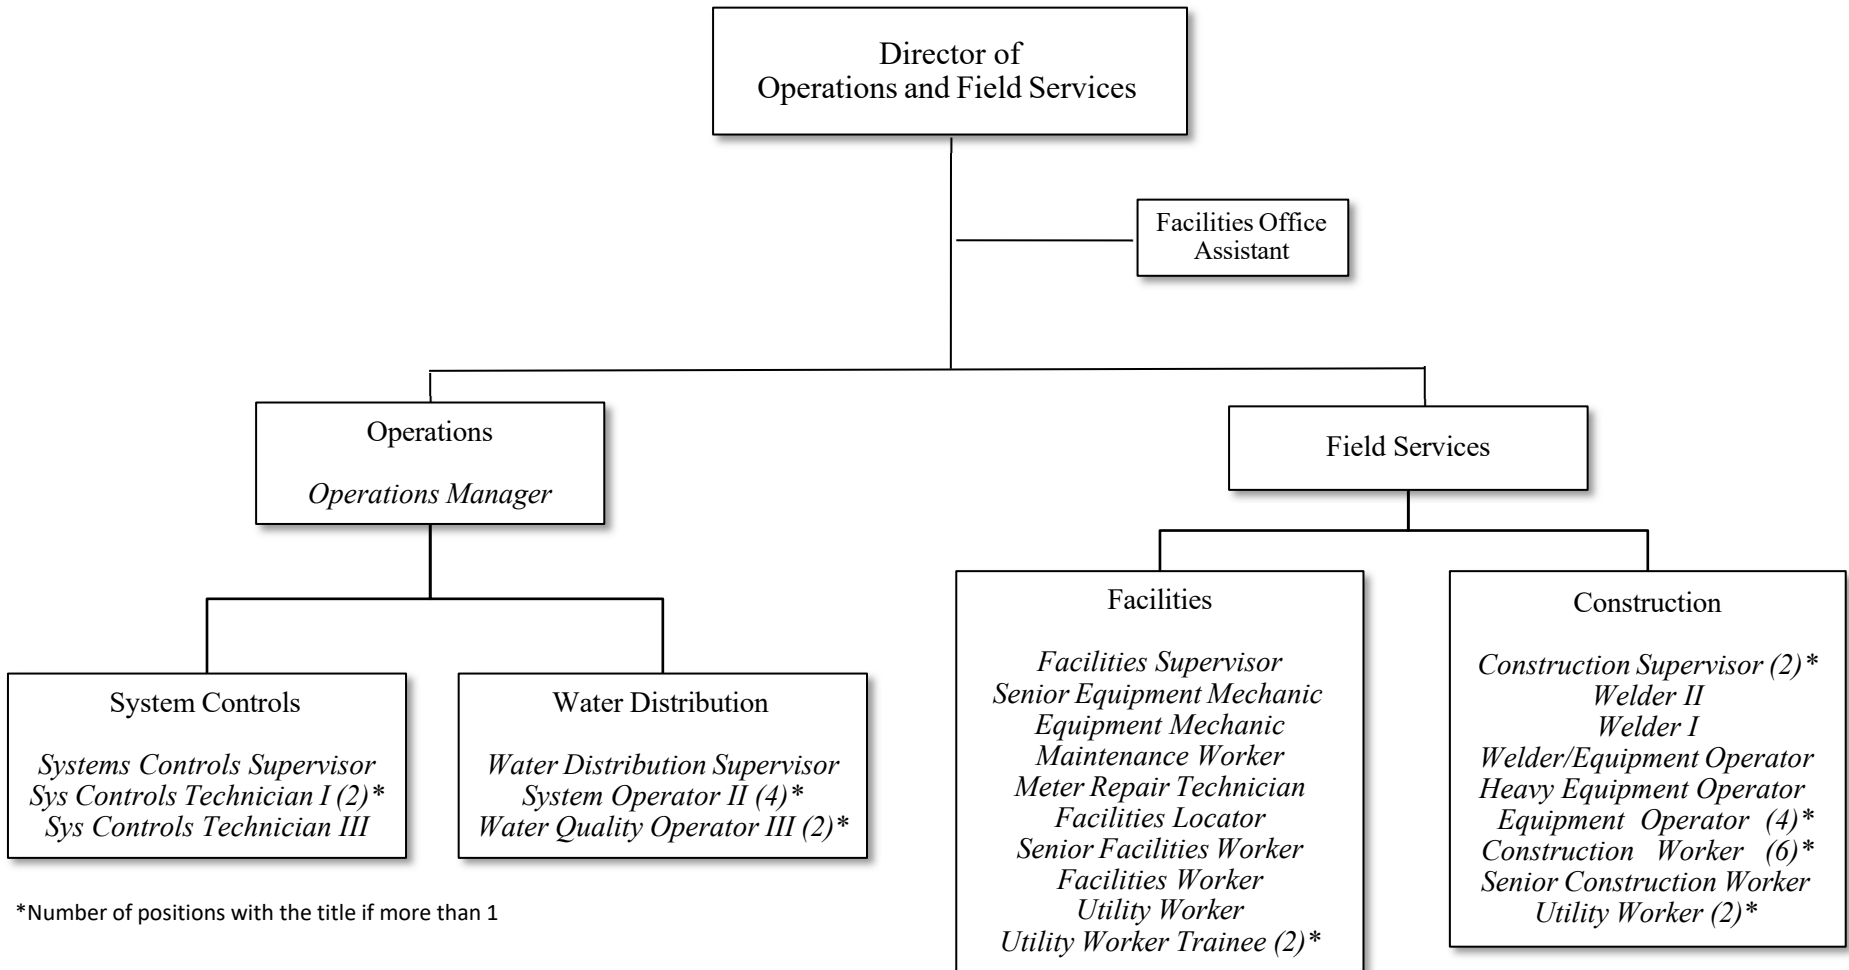 Director of
Operations and Field Services
Facilities Office
Assistant
Operations
Operations Manager
Field Services
System Controls
Systems Controls Supervisor
Sys Controls Technician I (2)*
Sys Controls Technician III
Water Distribution
Water Distribution Supervisor
System Operator II (4)*
Water Quality Operator III (2)*
Facilities
Facilities Supervisor
Senior Equipment Mechanic
Equipment Mechanic
Maintenance Worker
Meter Repair Technician
Facilities Locator
Senior Facilities Worker
Facilities Worker
Utility Worker
Utility Worker Trainee (2)*
Construction
Construction Supervisor (2)*
Welder II
Welder I
Welder/Equipment Operator
Heavy Equipment Operator
Equipment Operator (4)*
Construction Worker (6)*
Senior Construction Worker
Utility Worker (2)*
*Number of positions with the title if more than 1